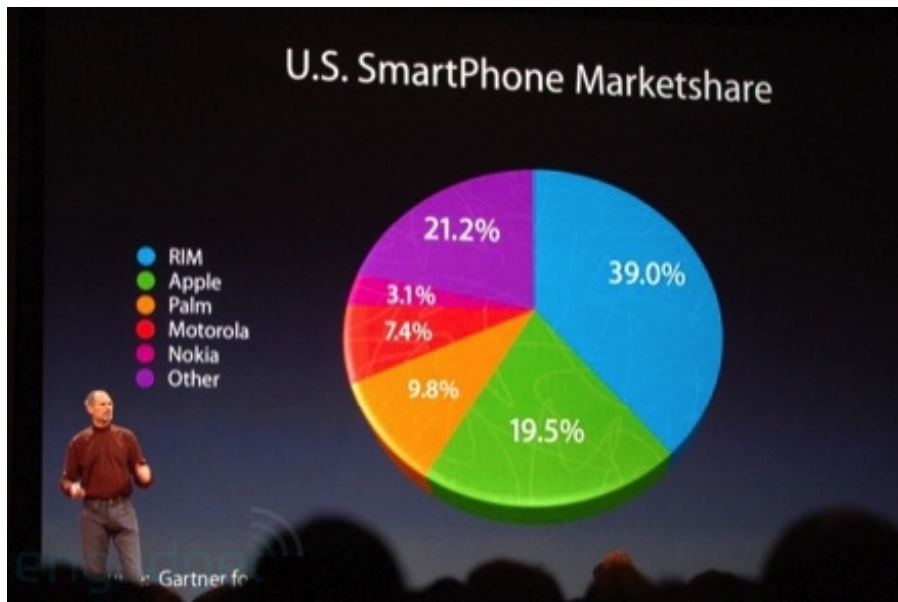 U.S. SmartPhone Marketshare
21.2%
39.0%
3.1%
7.4%
9.8%
19.5%
RIM
Apple
Palm
Motorola
Nokia
Other
engadget
Gartner